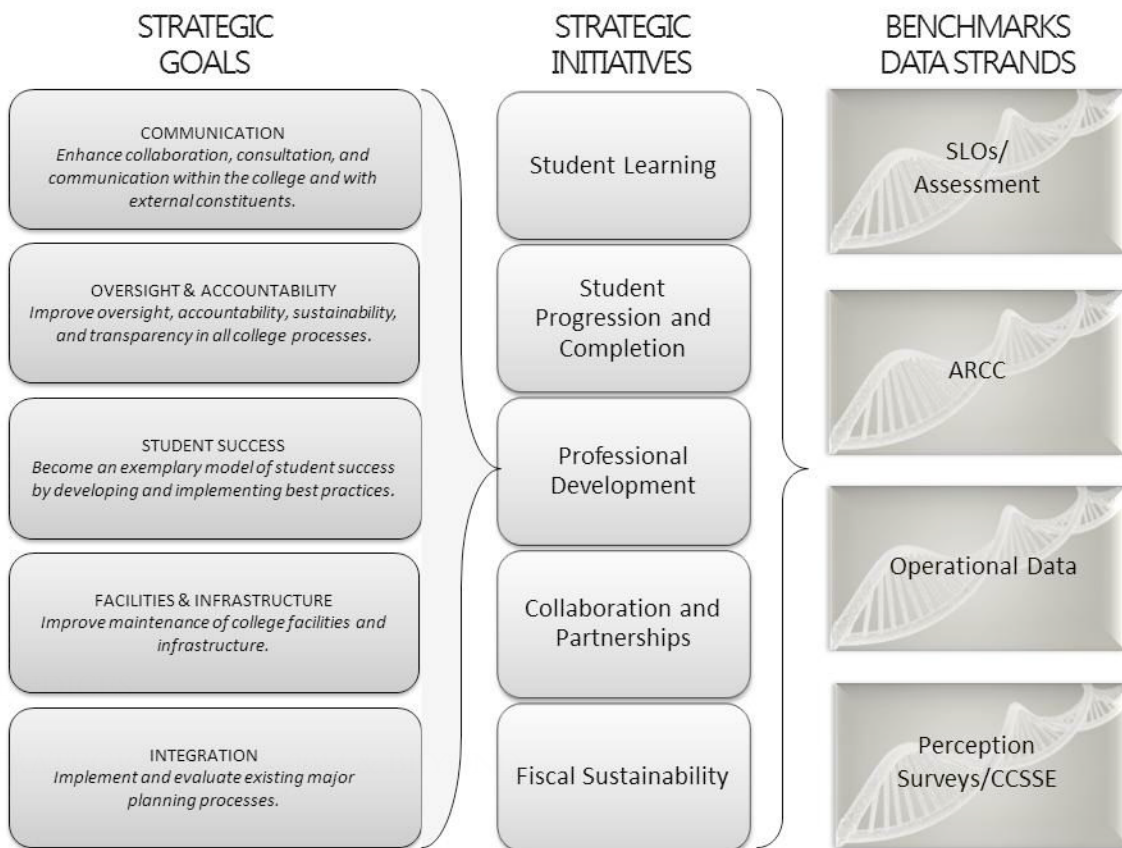 STRATEGIC
GOALS
COMMUNICATION
Enhance collaboration, consultation, and
communication within the college and with
external constituents.
OVERSIGHT & ACCOUNTABILITY
Improve oversight, accountability, sustainability,
and transparency in all college processes.
STUDENT SUCCESS
Become an exemplary model of student success
by developing and implementing best practices.
FACILITIES & INFRASTRUCTURE
Improve maintenance of college facilities and
infrastructure.
INTEGRATION
Implement and evaluate existing major
planning processes.
STRATEGIC
INITIATIVES
Student Learning
Student
Progression and
Completion
Professional
Development
Collaboration and
Partnerships
Fiscal Sustainability
BENCHMARKS
DATA STRANDS
SLOs/
Assessment
ARCC
Operational Data
Perception
Surveys/CCSSE